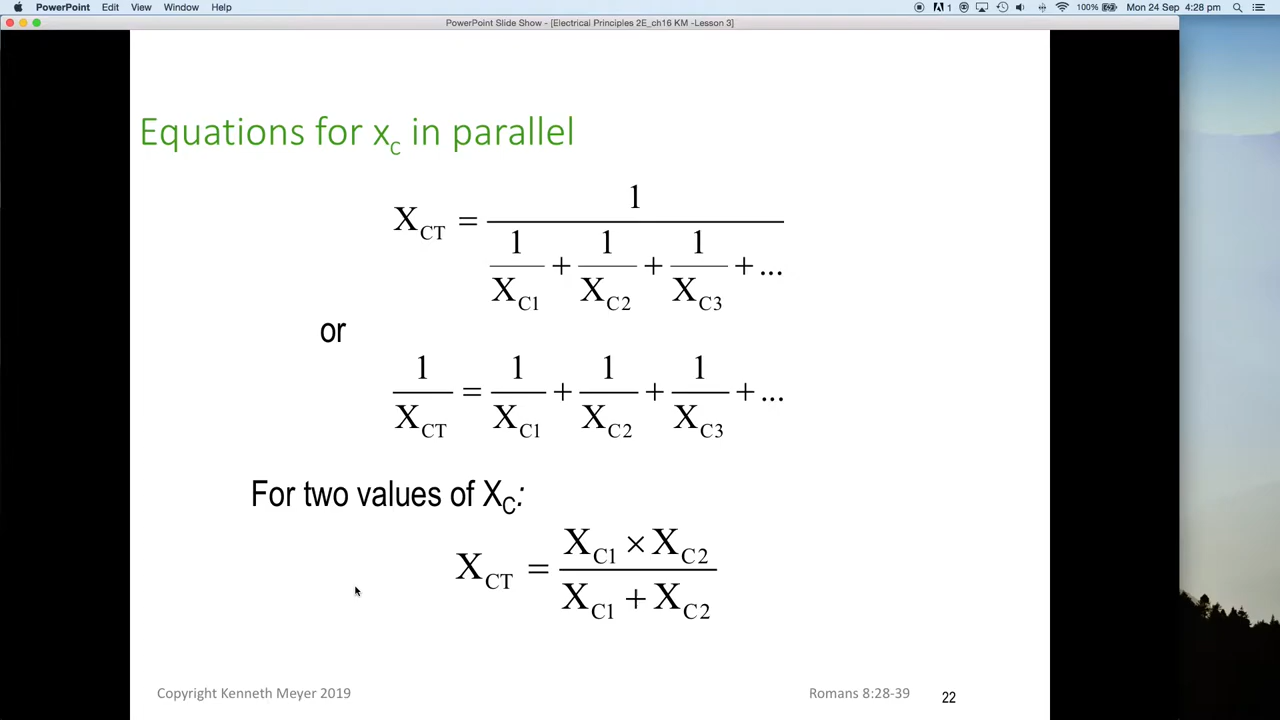 PowerPoint Edit View Window Help 1 100% Mon 24 Sep 4:28 pm
PowerPoint Slide Show - [Electrical Principles 2E_ch16 KM -Lesson 3]
Equations for x_C in parallel
X_CT = 1 / (1/X_C1 + 1/X_C2 + 1/X_C3 + ...)
or
1/X_CT = 1/X_C1 + 1/X_C2 + 1/X_C3 + ...
For two values of X_C:
X_CT = (X_C1 × X_C2) / (X_C1 + X_C2)
Copyright Kenneth Meyer 2019 Romans 8:28-39 22